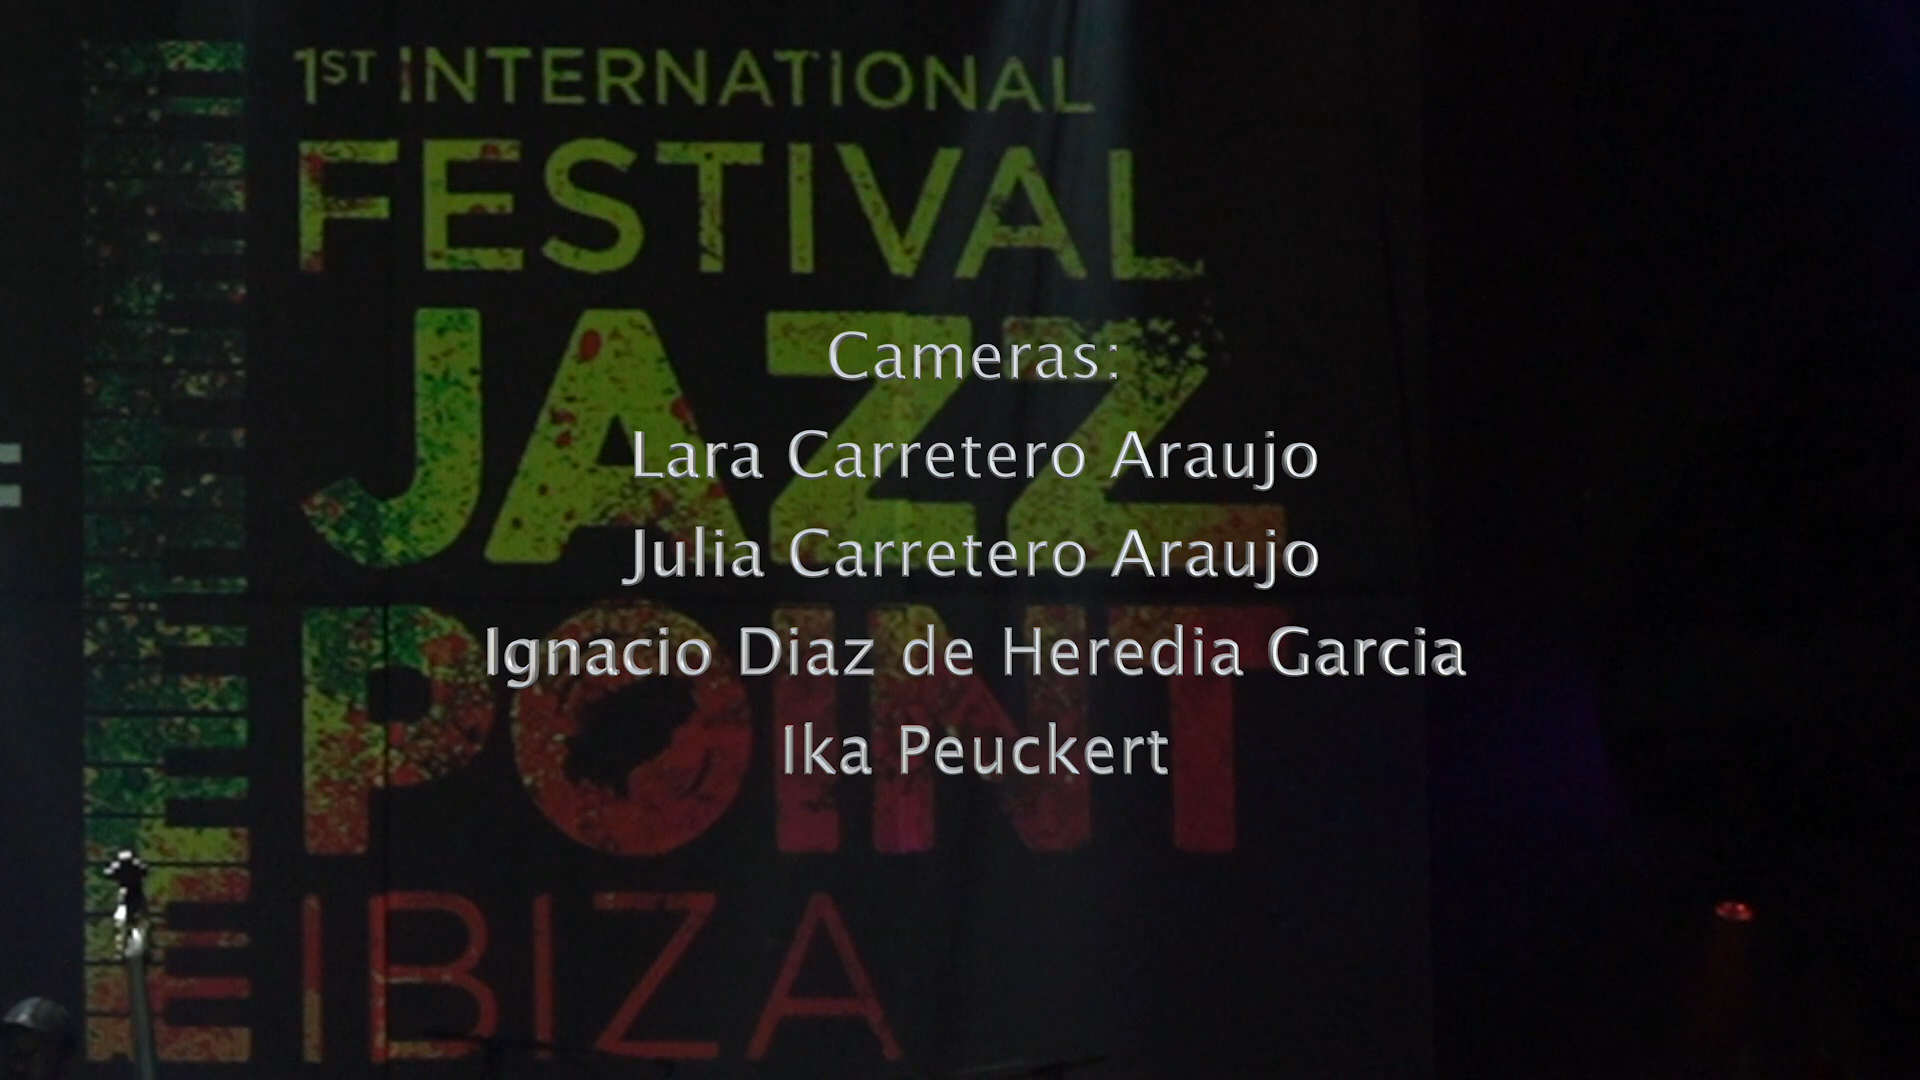 1ST INTERNATIONAL
FESTIVAL
JAZZ
POINT
IBIZA
Cameras:
Lara Carretero Araujo
Julia Carretero Araujo
Ignacio Diaz de Heredia Garcia
Ika Peuckert